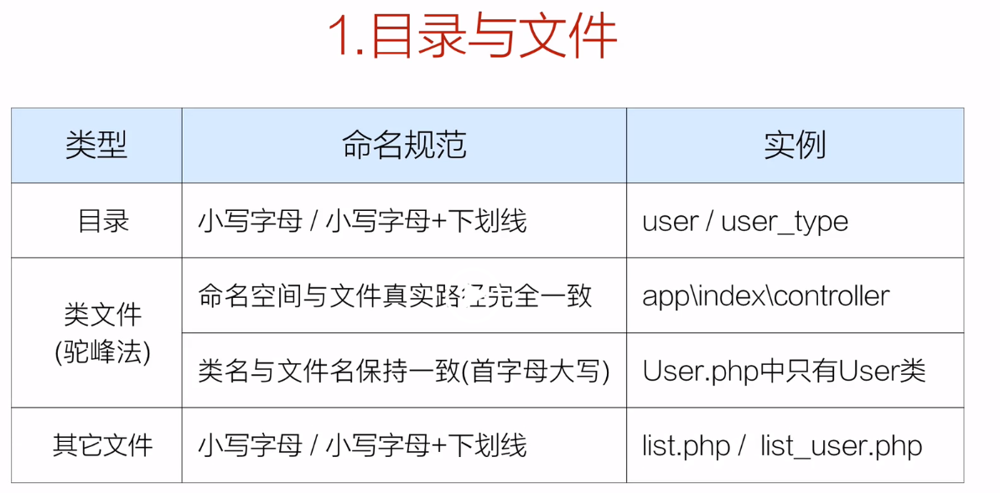 1.目录与文件
类型 命名规范 实例
目录 小写字母 / 小写字母+下划线 user / user_type
类文件
(驼峰法)
命名空间与文件真实路径完全一致 app\index\controller
类名与文件名保持一致(首字母大写) User.php中只有User类
其它文件 小写字母 / 小写字母+下划线 list.php / list_user.php